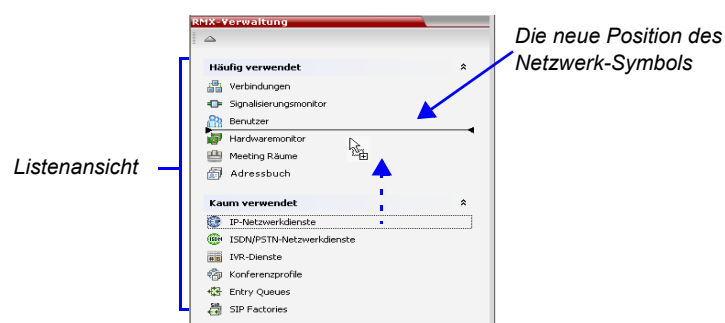 RMX-Verwaltung
Die neue Position des
Netzwerk-Symbols
Häufig verwendet
Verbindungen
Signalisierungsmonitor
Benutzer
Hardwaremonitor
Meeting Räume
Listenansicht
Adressbuch
Kaum verwendet
IP-Netzwerkdienste
ISDN/PSTN-Netzwerkdienste
IVR-Dienste
Konferenzprofile
Entry Queues
SIP Factories